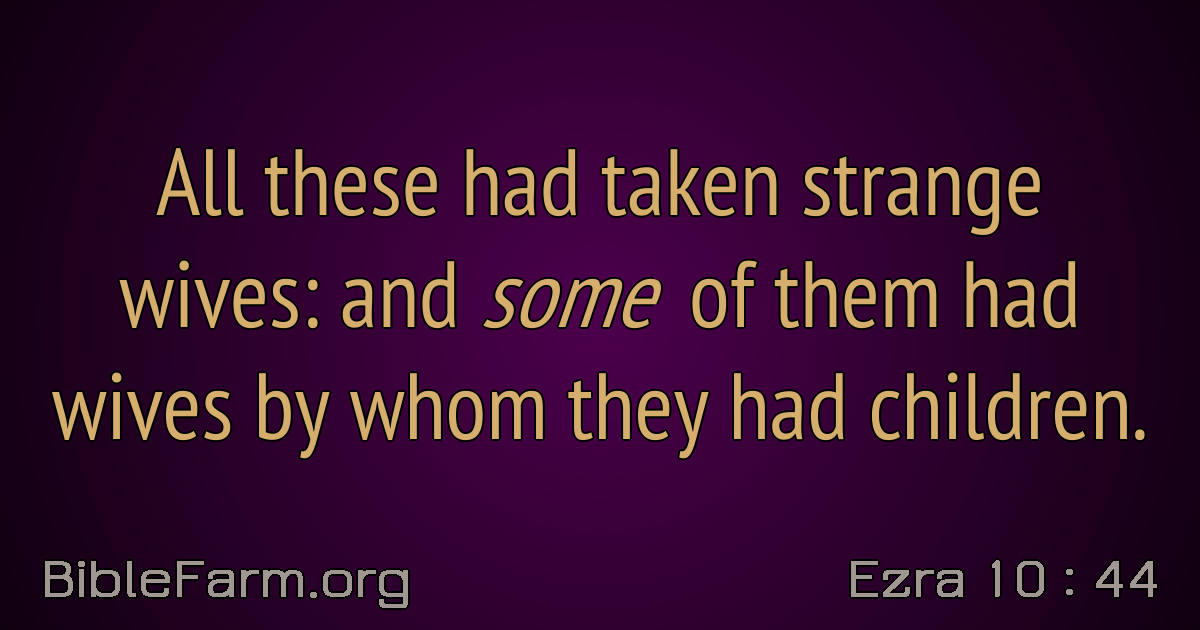 All these had taken strange
wives: and some of them had
wives by whom they had children.
BibleFarm.org
Ezra 10 : 44